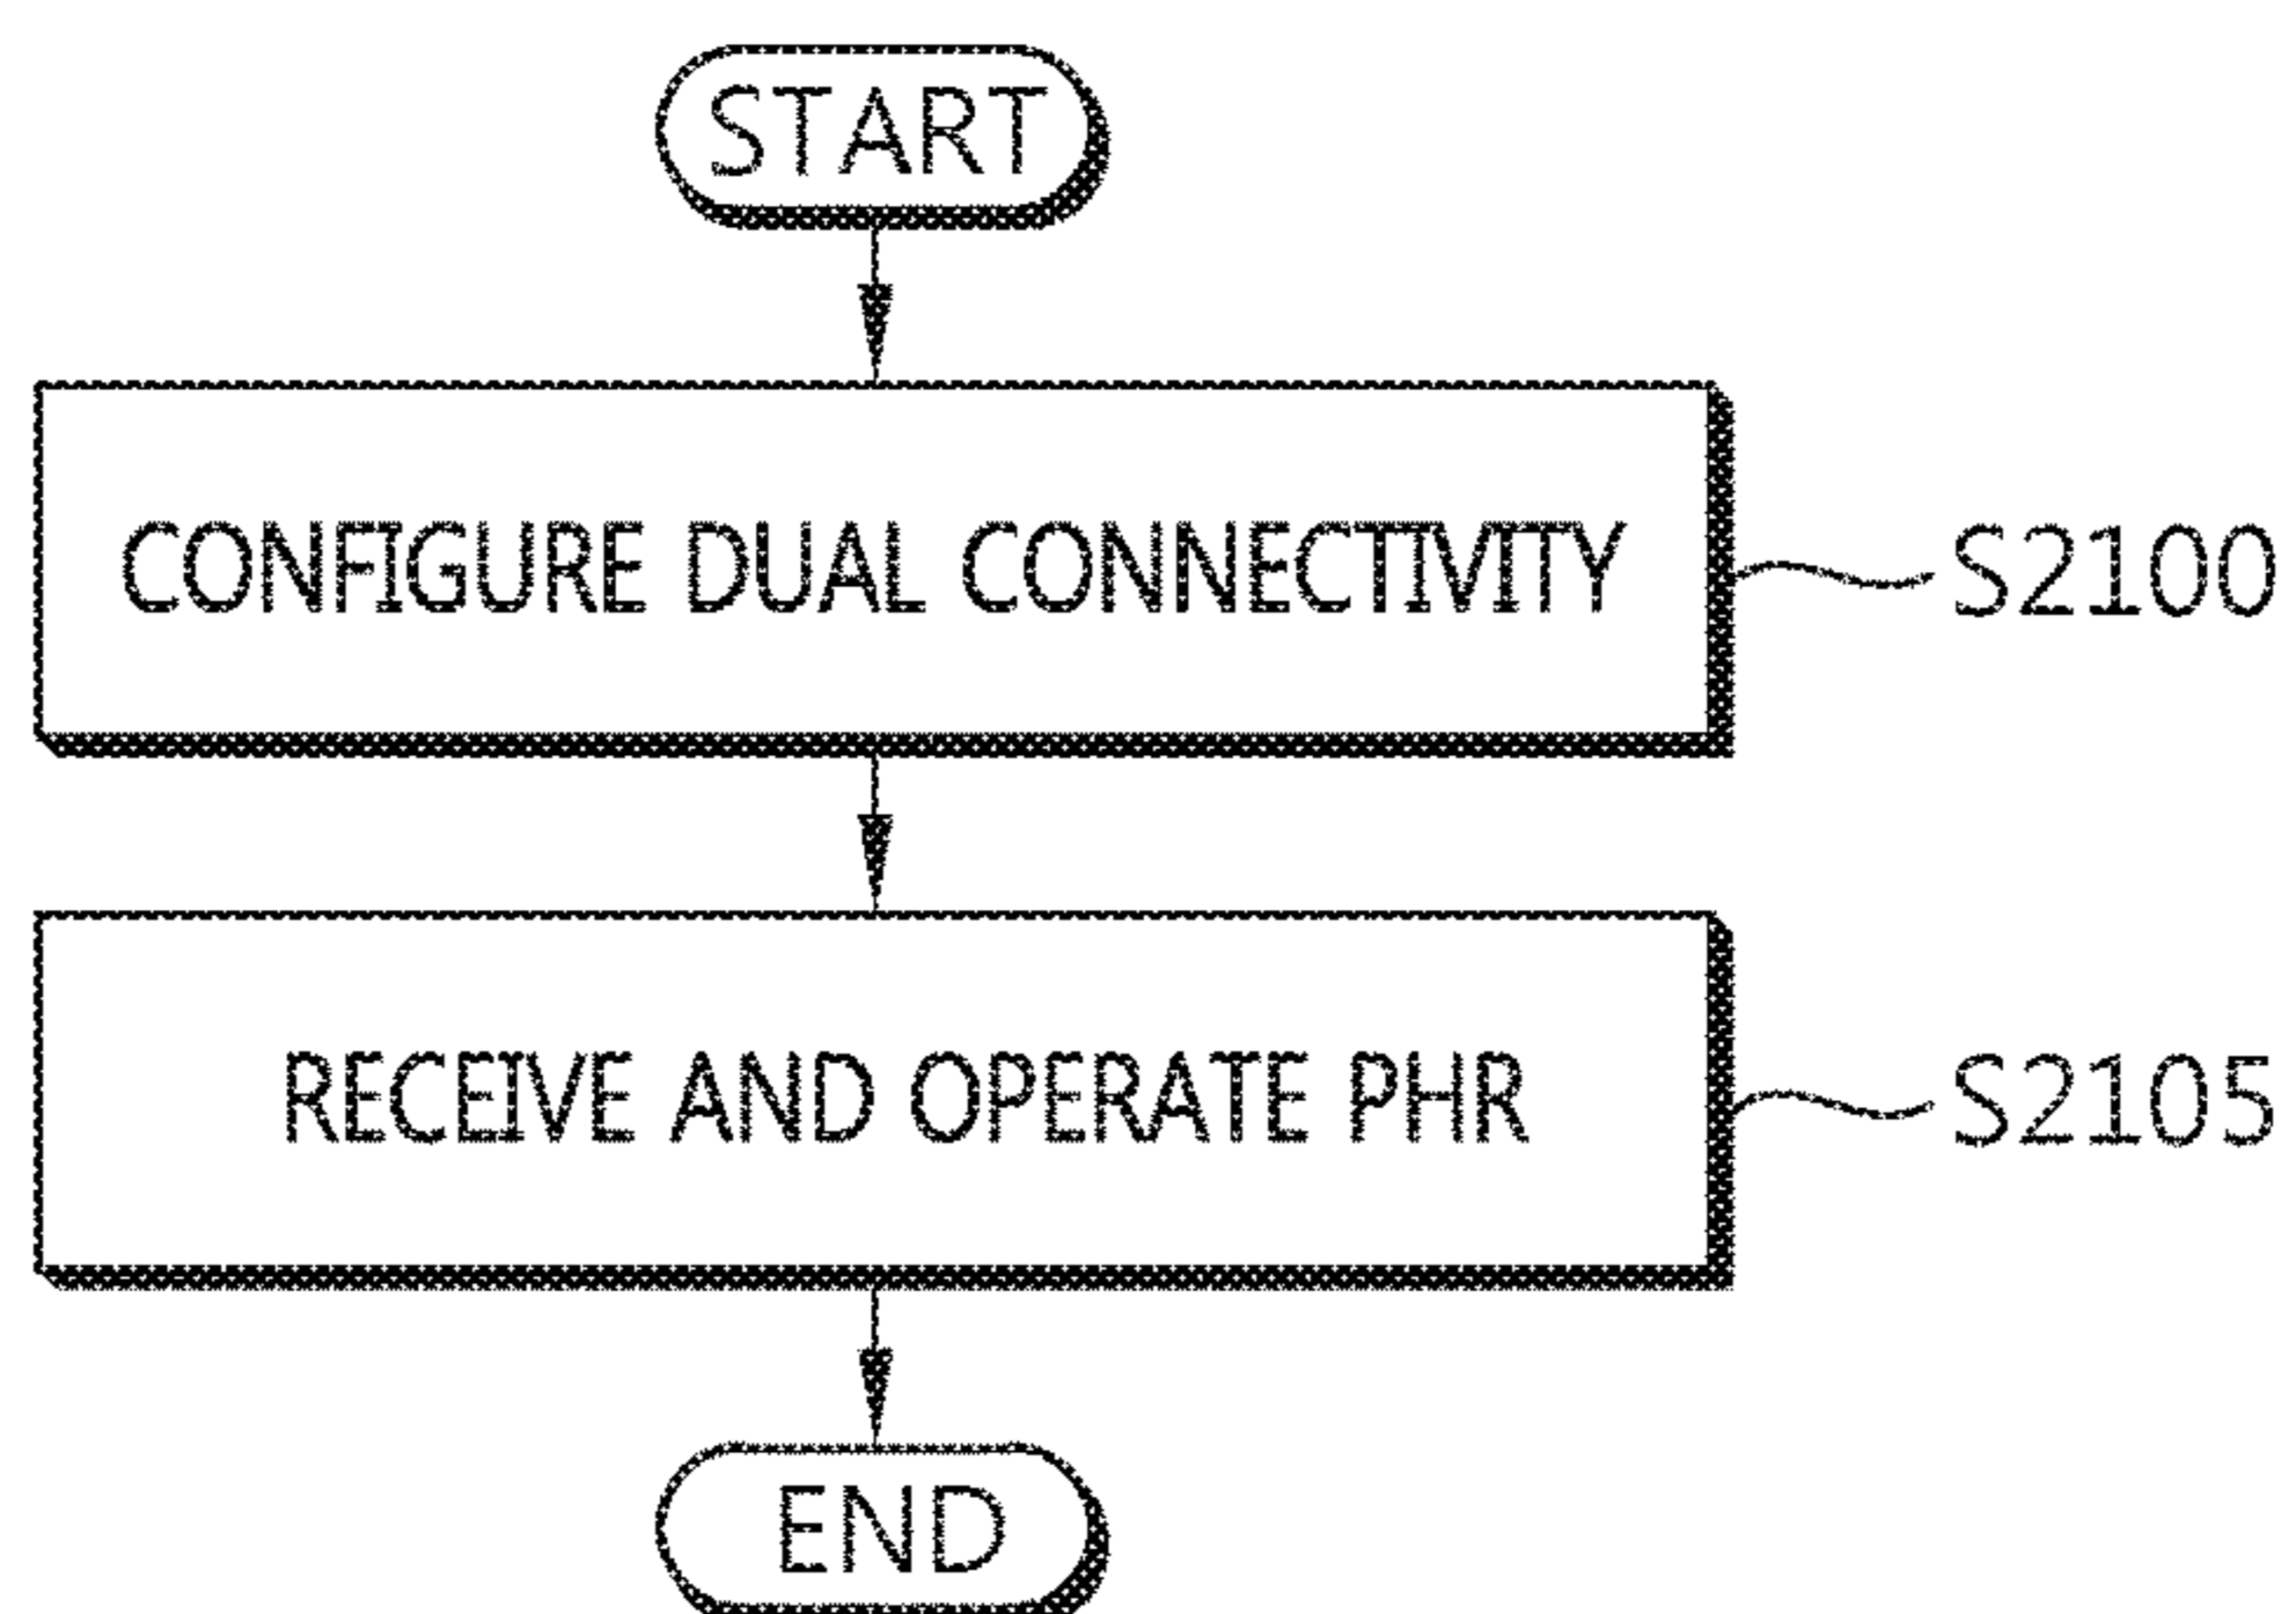 START
CONFIGURE DUAL CONNECTIVITY
S2100
RECEIVE AND OPERATE PHR
S2105
END